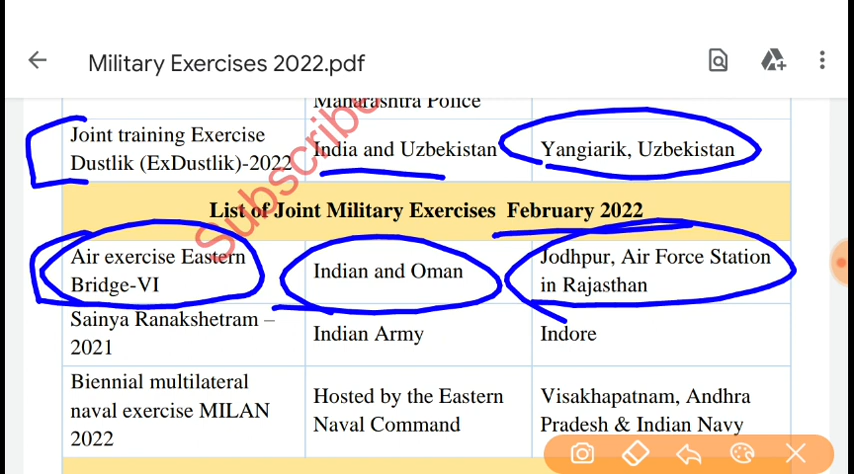 Military Exercises 2022.pdf
Maharashtra Police
Joint training Exercise
Dustlik (ExDustlik)-2022
India and Uzbekistan
Yangiarik, Uzbekistan
List of Joint Military Exercises February 2022
Air exercise Eastern
Bridge-VI
Indian and Oman
Jodhpur, Air Force Station
in Rajasthan
Sainya Ranakshetram –
2021
Indian Army
Indore
Biennial multilateral
naval exercise MILAN
2022
Hosted by the Eastern
Naval Command
Visakhapatnam, Andhra
Pradesh & Indian Navy
Subscribe